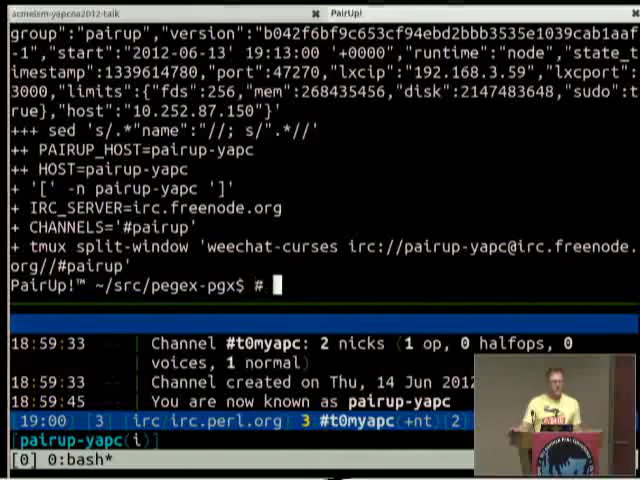 acmeism-yapcna2012-talk
PairUp!
group":"pairup","version":"b042f6bf9c653cf94ebd2bbb3535e1039cab1aaf
-1","start":"2012-06-13 19:13:00 '+0000","runtime":"node","state_t
imestamp":1339614780,"port":47270,"lxcip":"192.168.3.59","lxcport":
3000,"limits":{"fds":256,"mem":268435456,"disk":2147483648,"sudo":t
rue},"host":"10.252.87.150"}'
+++ sed 's/.*"name":"//; s/".*//'
++ PAIRUP_HOST=pairup-yapc
++ HOST=pairup-yapc
+ '[' -n pairup-yapc ']'
+ IRC_SERVER=irc.freenode.org
+ CHANNELS='#pairup'
+ tmux split-window 'weechat-curses irc://pairup-yapc@irc.freenode.
org//#pairup'
PairUp!™ ~/src/pegex-pgx$ #
18:59:33 | Channel #t0myapc: 2 nicks (1 op, 0 halfops, 0
| voices, 1 normal)
18:59:33 | Channel created on Thu, 14 Jun 2012
18:59:45 | You are now known as pairup-yapc
19:00 [3] irc/irc.perl.org] 3 #t0myapc(+nt) [2]
[pairup-yapc(i)]
[0] 0:bash*